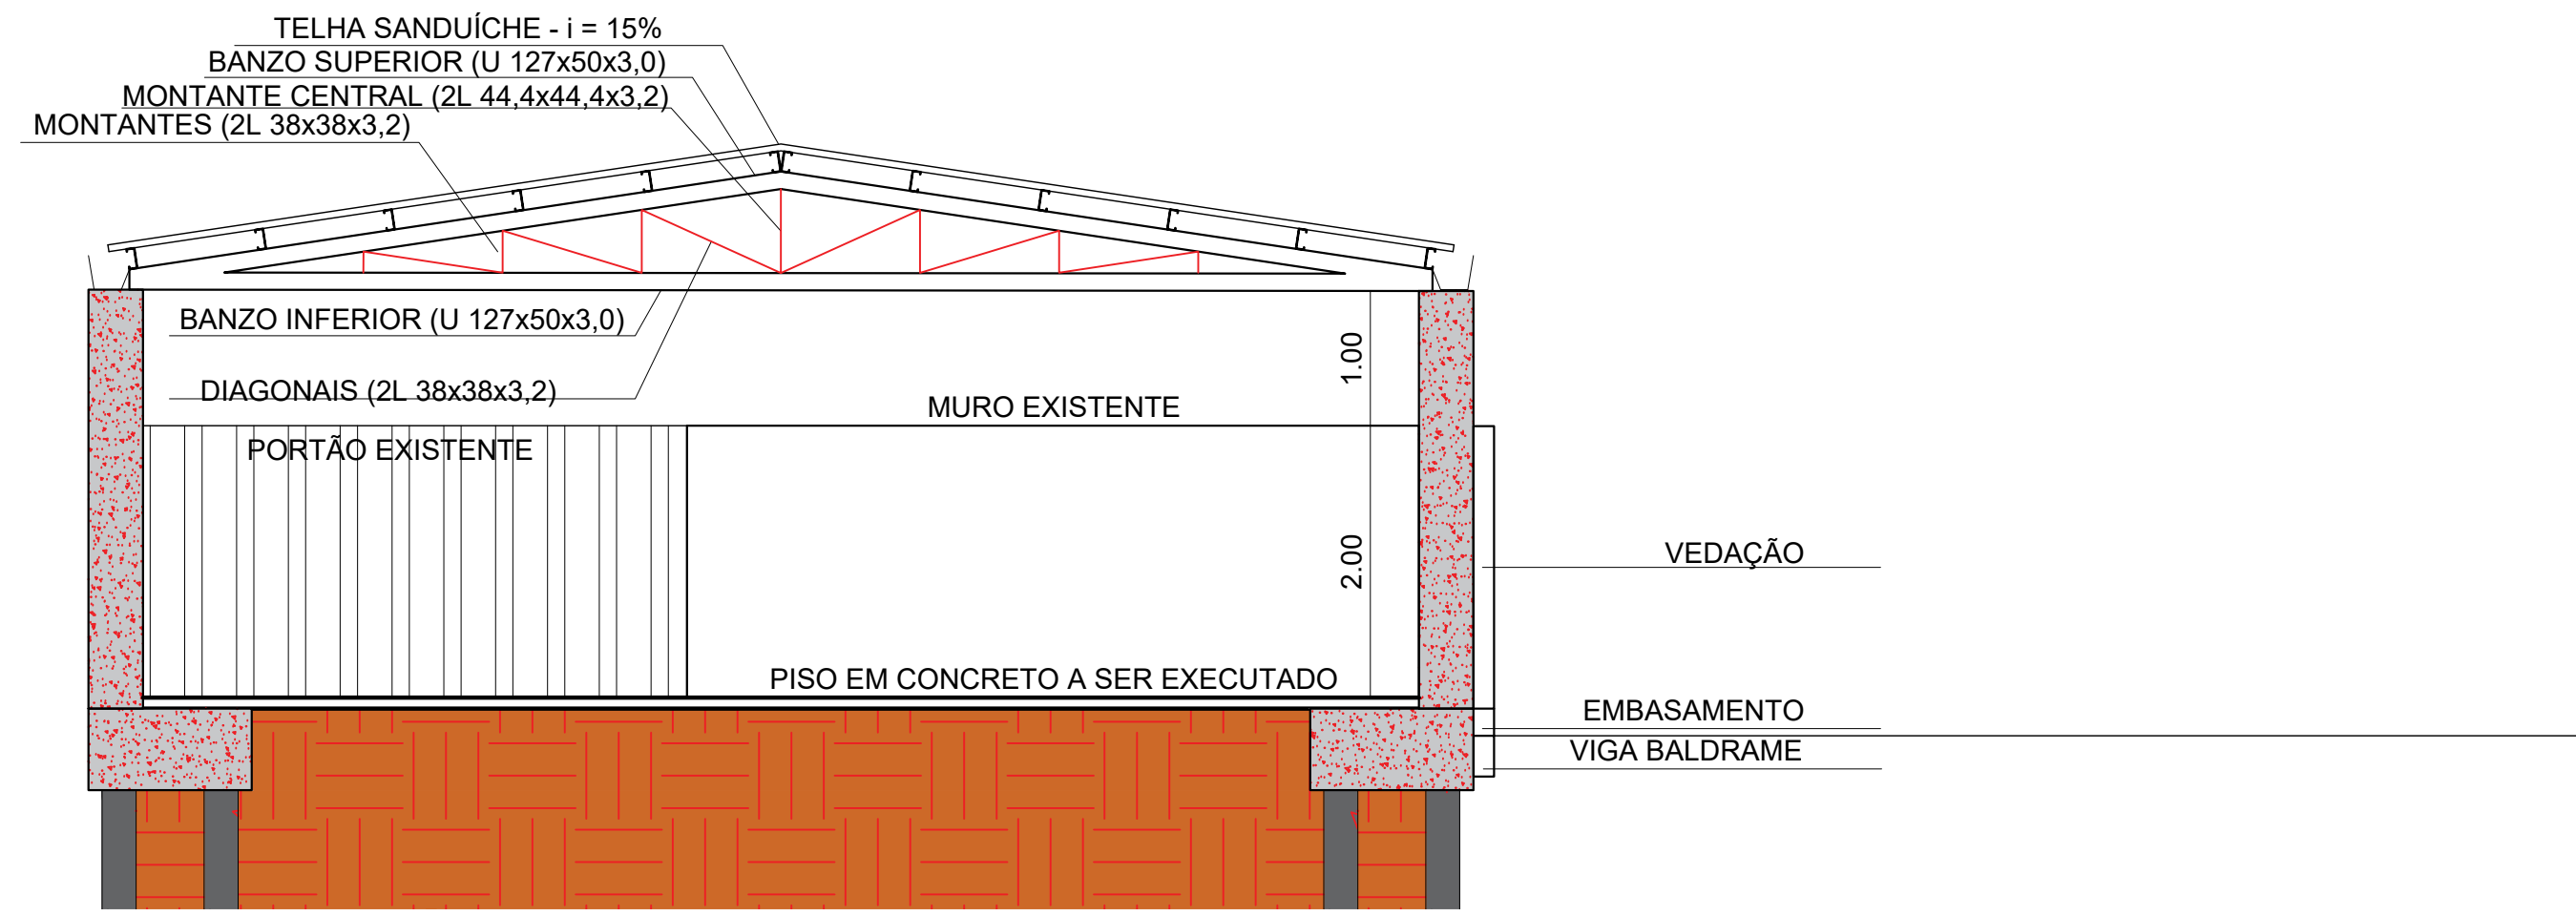 TELHA SANDUÍCHE - i = 15%
BANZO SUPERIOR (U 127x50x3,0)
MONTANTE CENTRAL (2L 44,4x44,4x3,2)
MONTANTES (2L 38x38x3,2)
BANZO INFERIOR (U 127x50x3,0)
1.00
DIAGONAIS (2L 38x38x3,2)
MURO EXISTENTE
PORTÃO EXISTENTE
2.00
VEDAÇÃO
PISO EM CONCRETO A SER EXECUTADO
EMBASAMENTO
VIGA BALDRAME